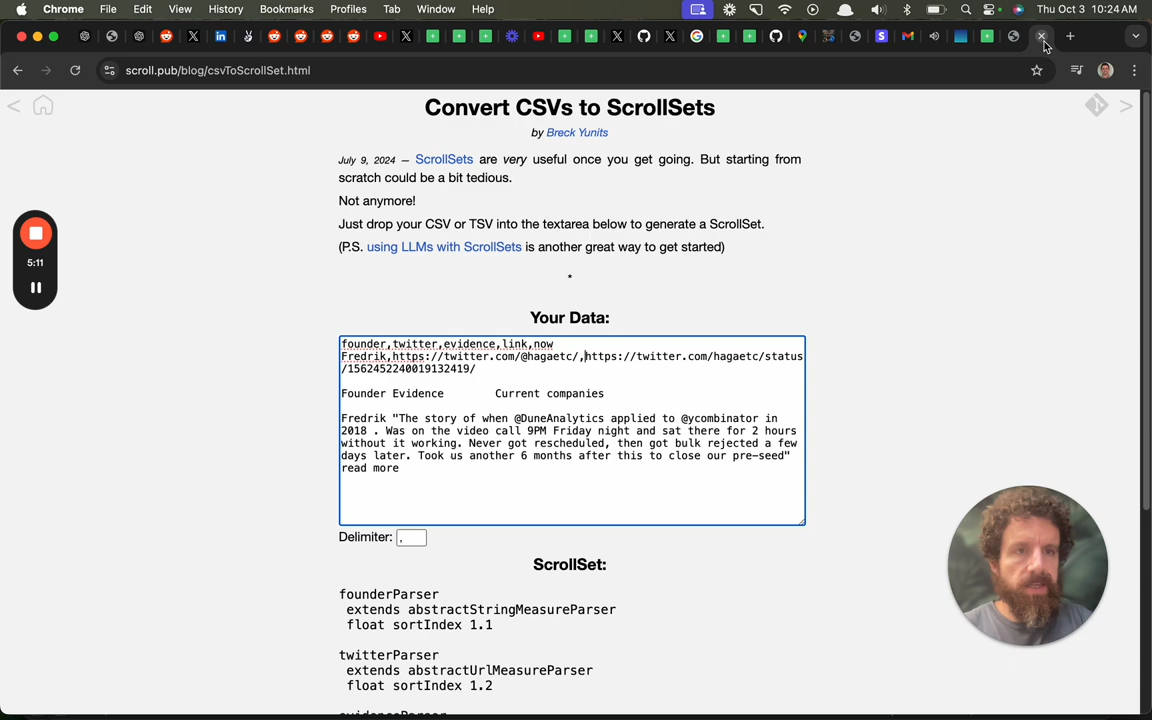 Chrome File Edit View History Bookmarks Profiles Tab Window Help Thu Oct 3 10:24 AM
scroll.pub/blog/csvToScrollSet.html
Convert CSVs to ScrollSets
by Breck Yunits
July 9, 2024 — ScrollSets are very useful once you get going. But starting from
scratch could be a bit tedious.
Not anymore!
Just drop your CSV or TSV into the textarea below to generate a ScrollSet.
(P.S. using LLMs with ScrollSets is another great way to get started)
*
5:11
Your Data:
founder,twitter,evidence,link,now
Fredrik,https://twitter.com/@hagaetc/,https://twitter.com/hagaetc/status
/1562452240019132419/
Founder Evidence Current companies
Fredrik "The story of when @DuneAnalytics applied to @ycombinator in
2018 . Was on the video call 9PM Friday night and sat there for 2 hours
without it working. Never got rescheduled, then got bulk rejected a few
days later. Took us another 6 months after this to close our pre-seed"
read more
Delimiter: ,
ScrollSet:
founderParser
extends abstractStringMeasureParser
float sortIndex 1.1
twitterParser
extends abstractUrlMeasureParser
float sortIndex 1.2